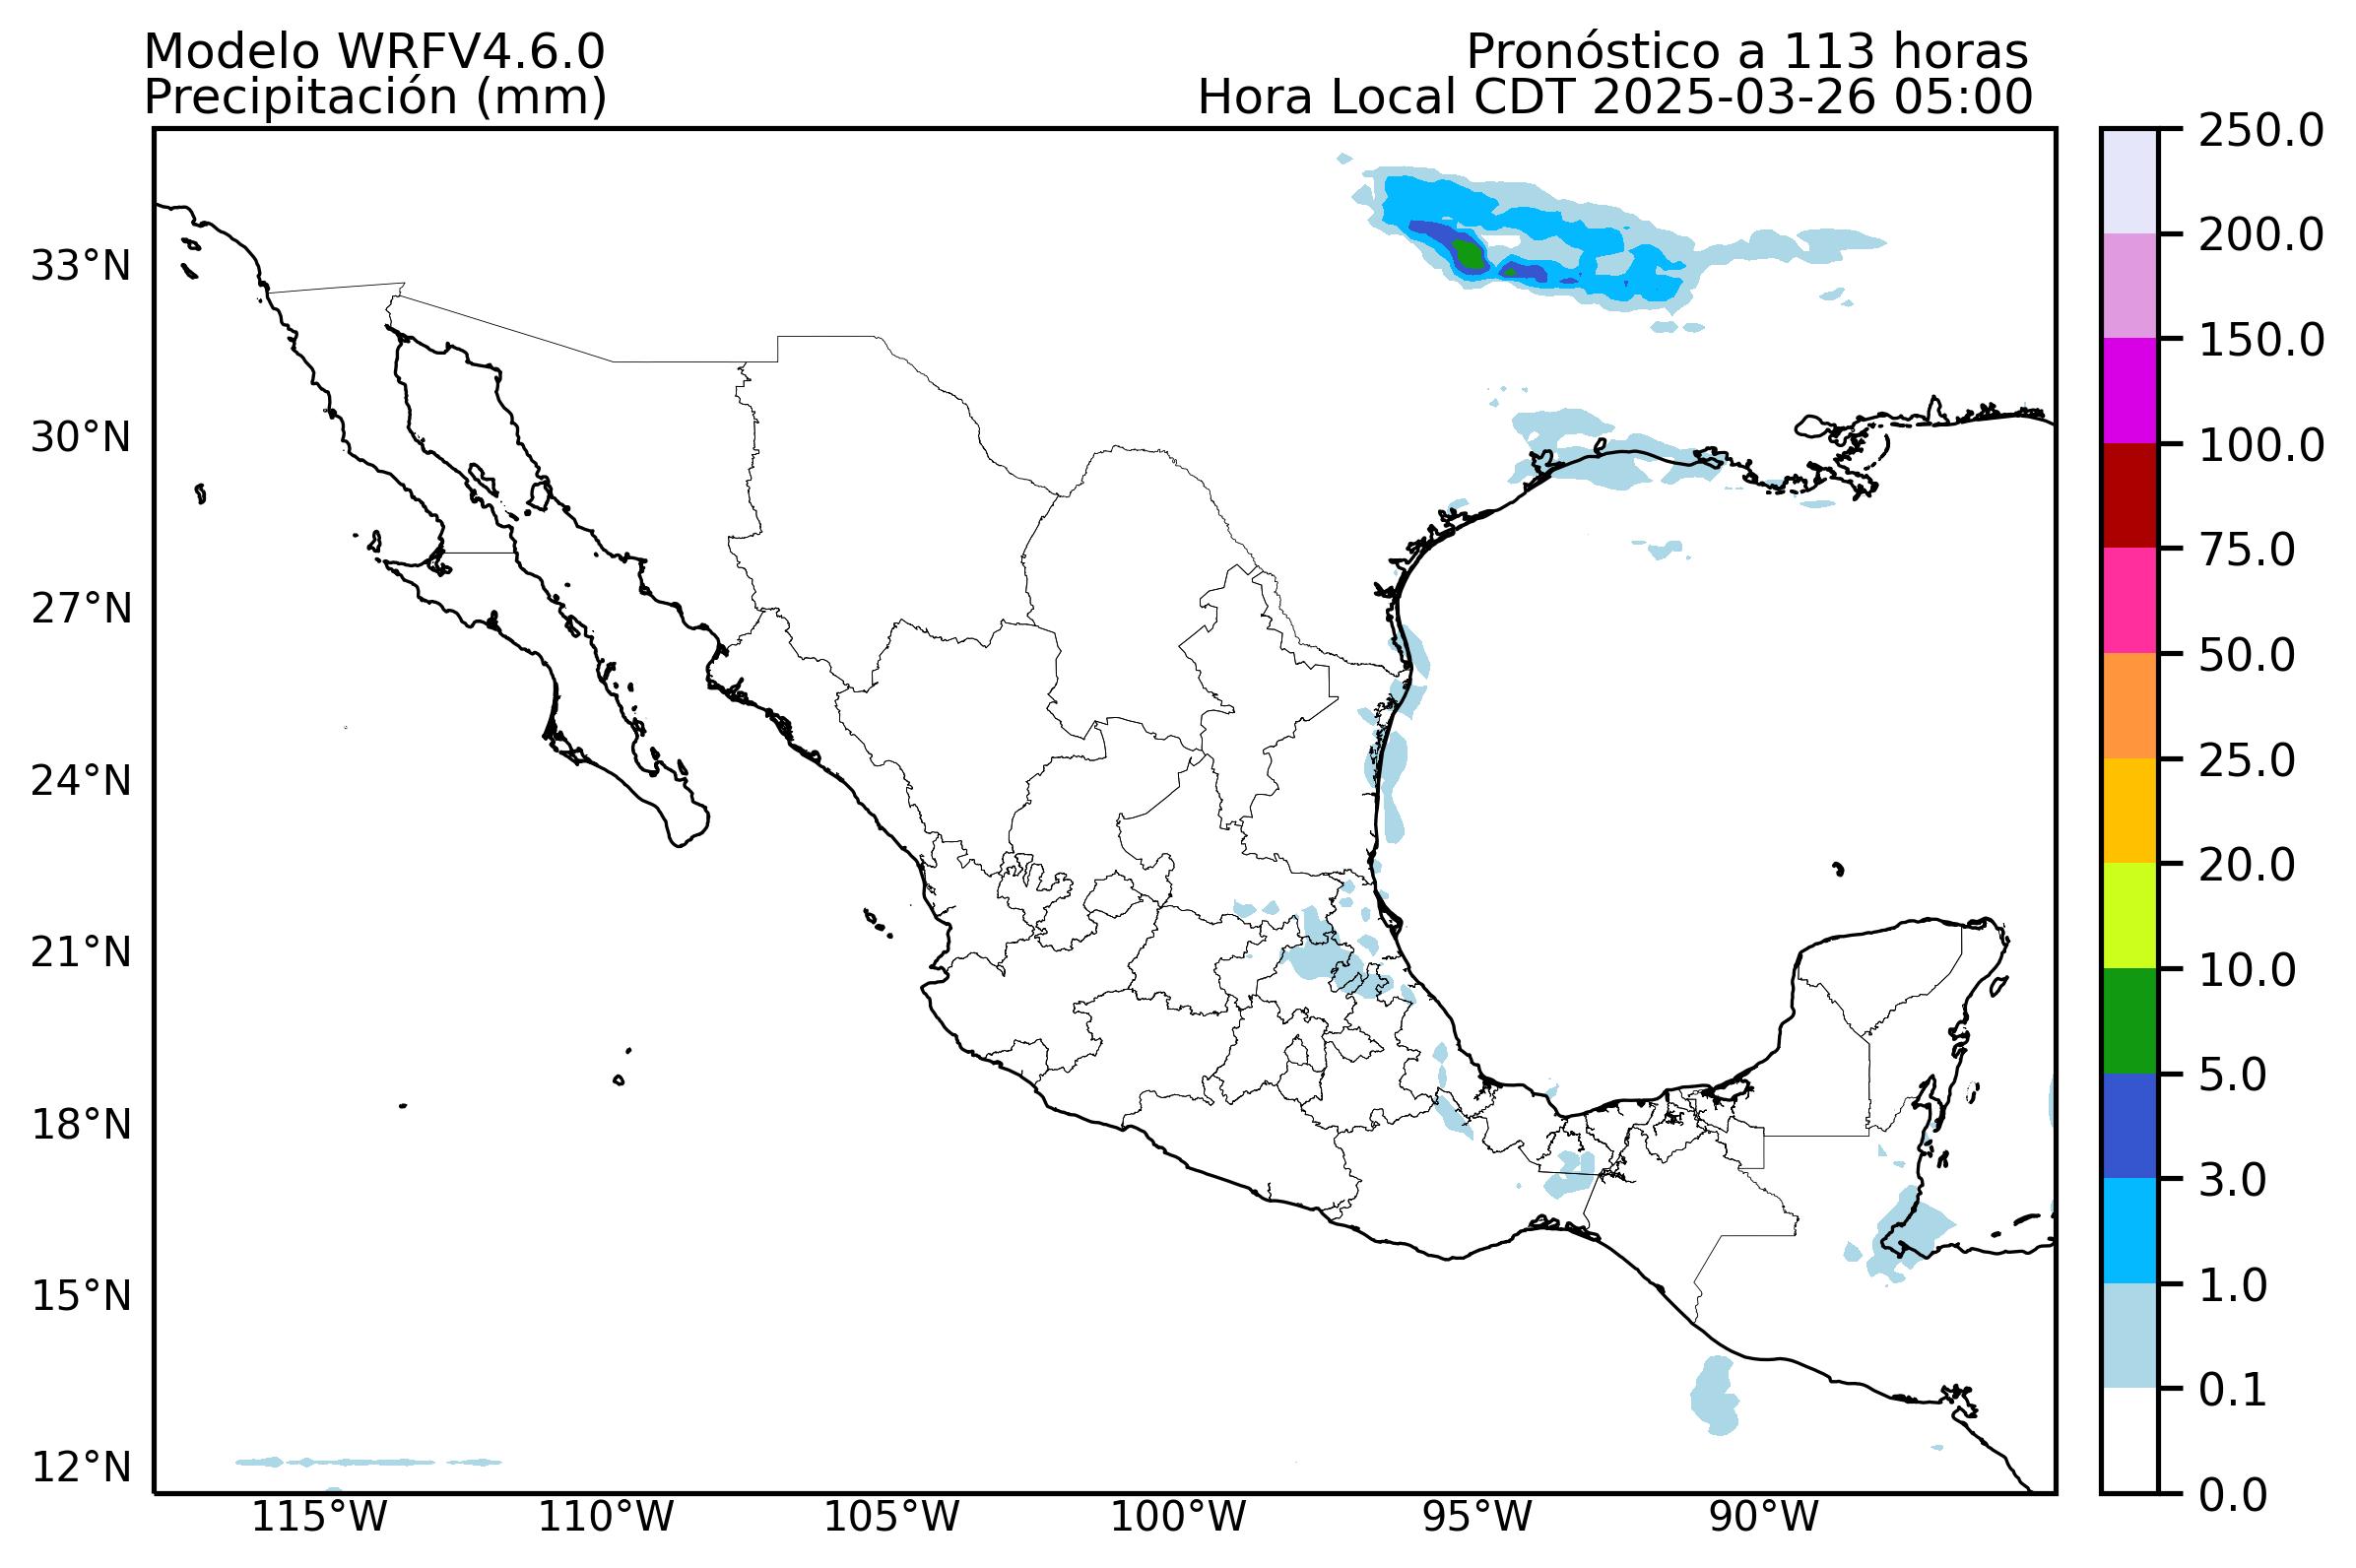 Modelo WRFV4.6.0
Precipitación (mm)
Pronóstico a 113 horas
Hora Local CDT 2025-03-26 05:00
33°N
30°N
27°N
24°N
21°N
18°N
15°N
12°N
115°W
110°W
105°W
100°W
95°W
90°W
250.0
200.0
150.0
100.0
75.0
50.0
25.0
20.0
10.0
5.0
3.0
1.0
0.1
0.0